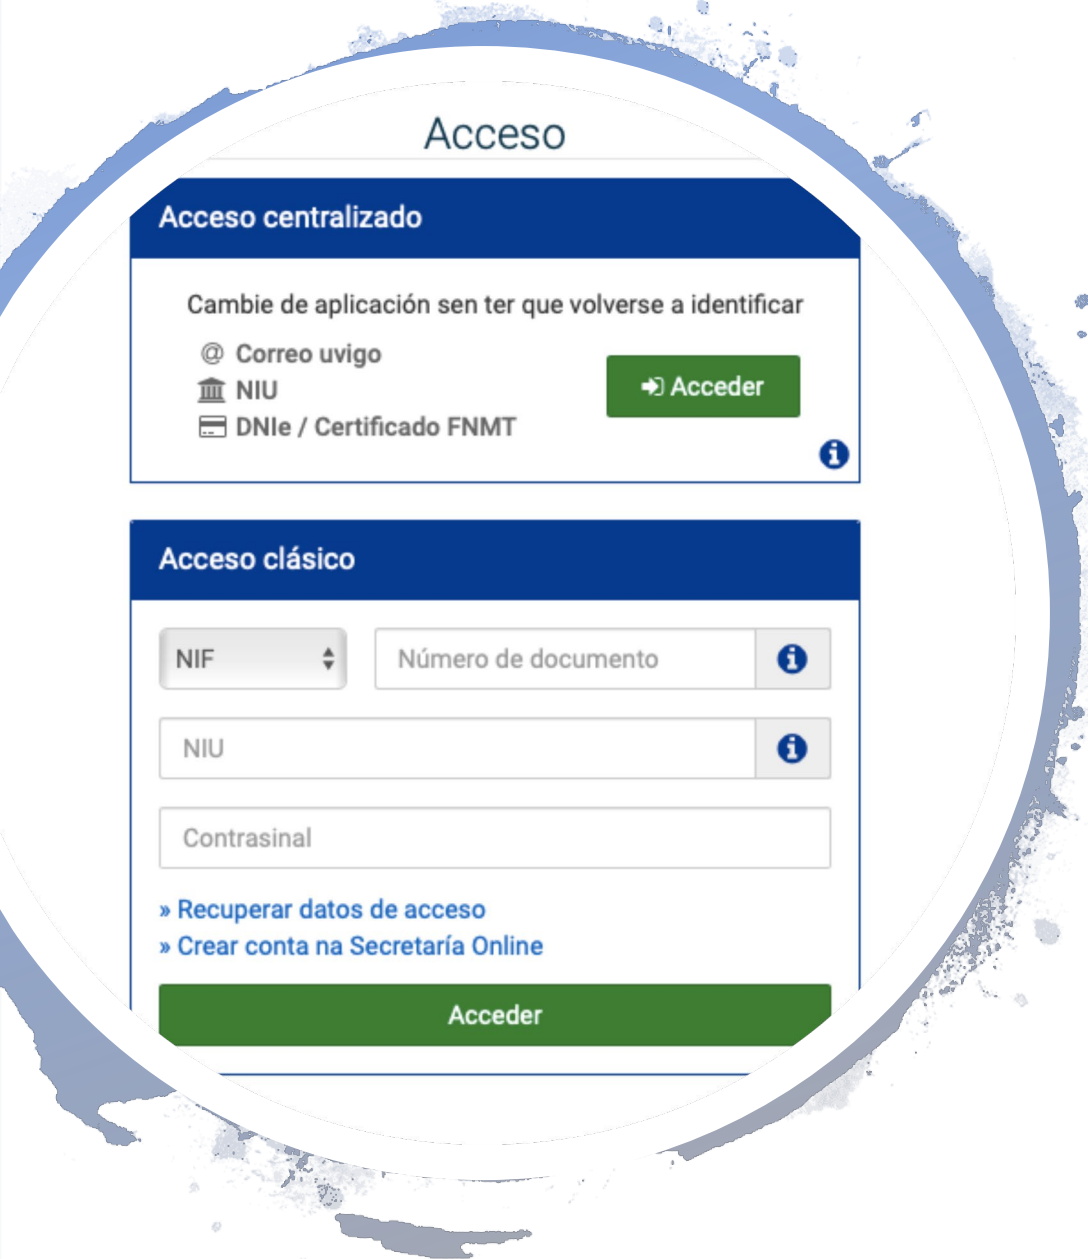 Acceso
Acceso centralizado
Cambie de aplicación sen ter que volverse a identificar
@ Correo uvigo
NIU
DNIe / Certificado FNMT
Acceder
Acceso clásico
NIF
Número de documento
NIU
Contrasinal
» Recuperar datos de acceso
» Crear conta na Secretaría Online
Acceder